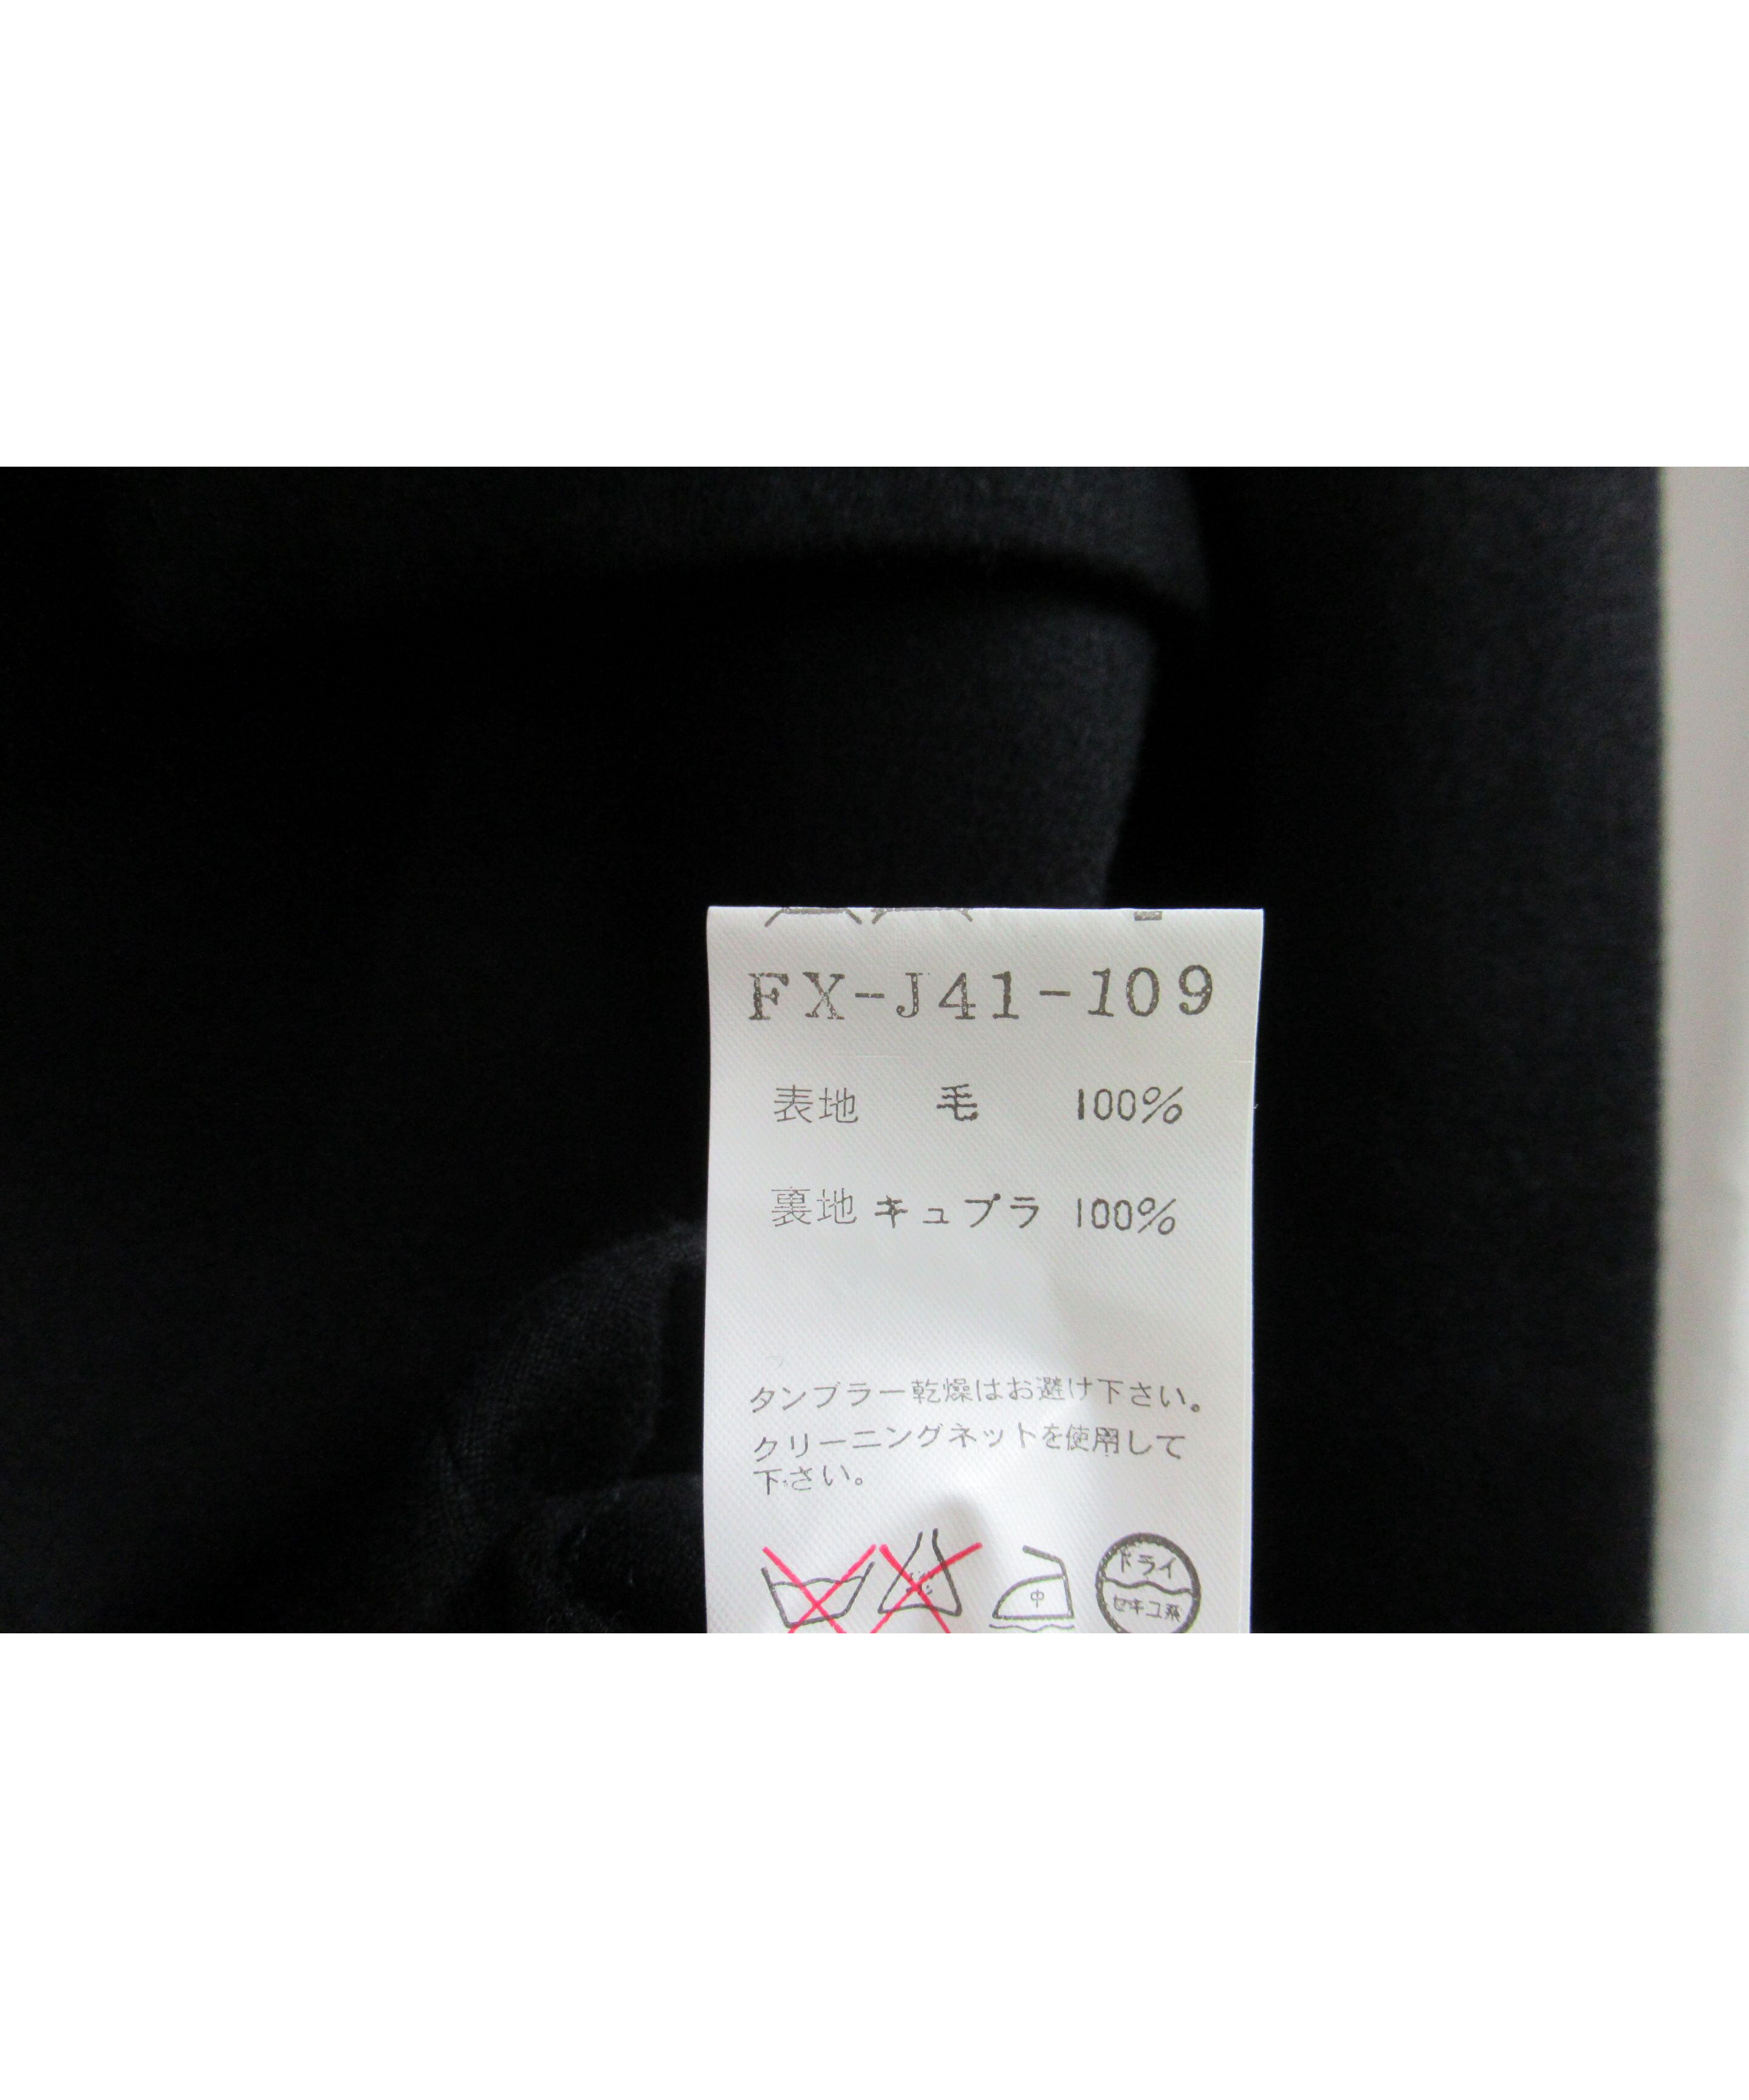 FX-J41-109
表地 毛 100%
裏地 キュプラ 100%
タンブラー乾燥はお避け下さい。
クリーニングネットを使用して
下さい。
中
ドライ
セキユ系